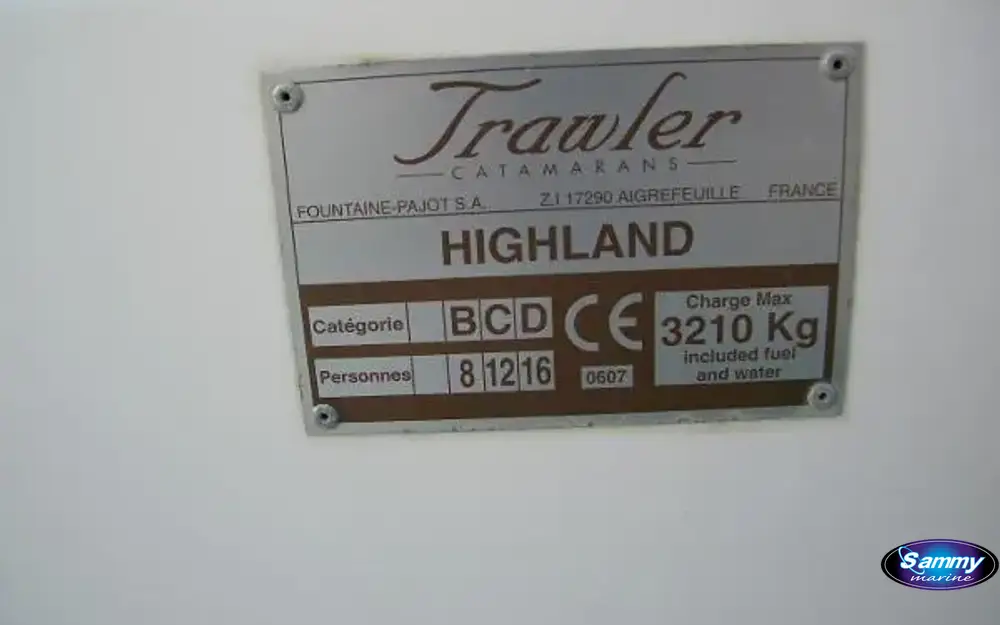 Trawler
CATAMARANS
FOUNTAINE-PAJOT S.A. Z.I 17290 AIGREFEUILLE FRANCE
HIGHLAND
Catégorie B C D
Personnes 8 12 16
CE
0607
Charge Max
3210 Kg
included fuel
and water
Sammy
marine